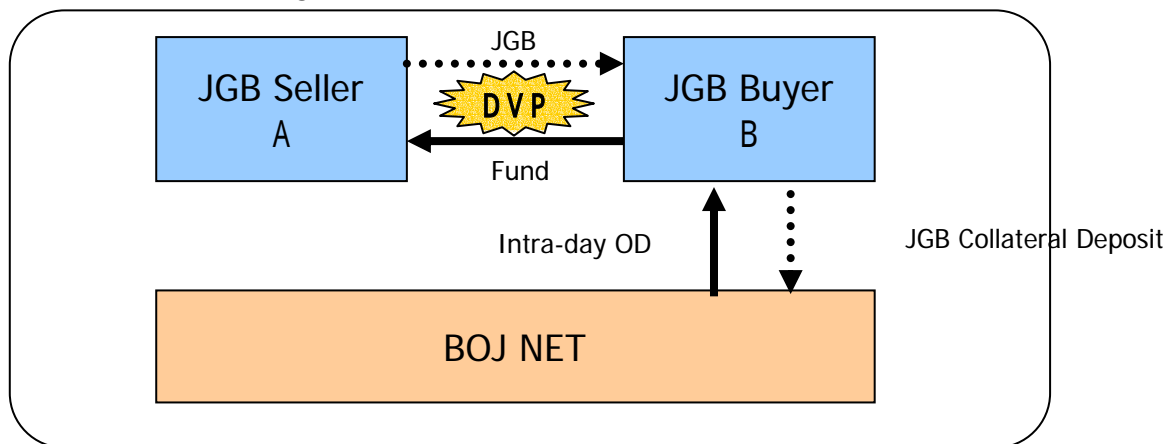 JGB
JGB Seller
A
DVP
JGB Buyer
B
Fund
Intra-day OD
JGB Collateral Deposit
BOJ NET